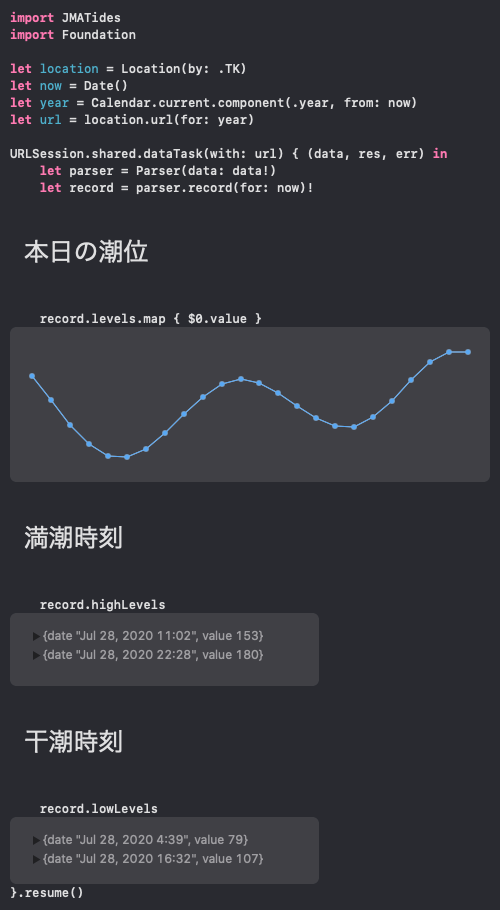 import JMATides
import Foundation
let location = Location(by: .TK)
let now = Date()
let year = Calendar.current.component(.year, from: now)
let url = location.url(for: year)
URLSession.shared.dataTask(with: url) { (data, res, err) in
let parser = Parser(data: data!)
let record = parser.record(for: now)!
本日の潮位
record.levels.map { $0.value }
満潮時刻
record.highLevels
{date "Jul 28, 2020 11:02", value 153}
{date "Jul 28, 2020 22:28", value 180}
干潮時刻
record.lowLevels
{date "Jul 28, 2020 4:39", value 79}
{date "Jul 28, 2020 16:32", value 107}
}.resume()